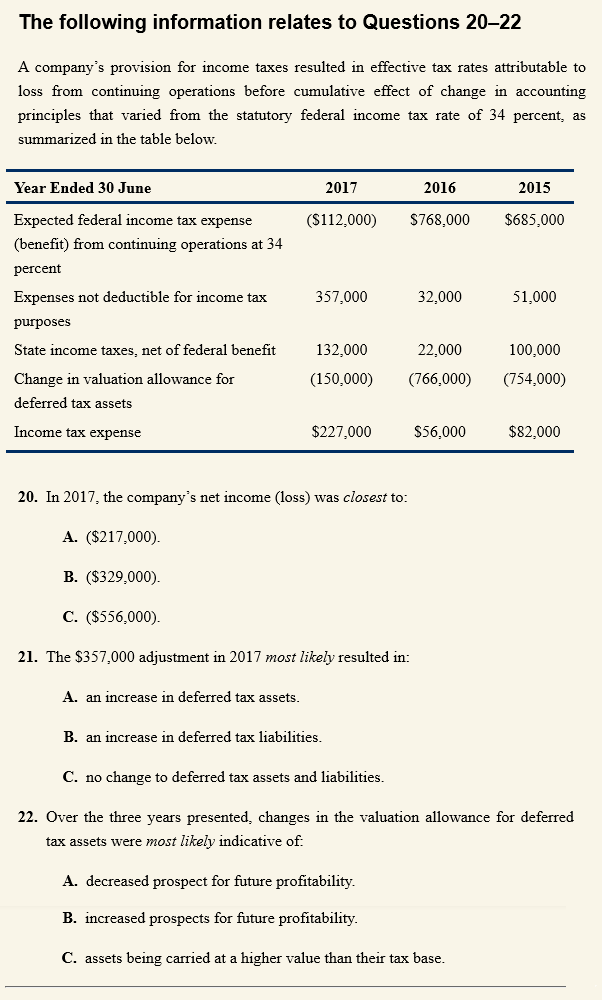 The following information relates to Questions 20–22
A company’s provision for income taxes resulted in effective tax rates attributable to
loss from continuing operations before cumulative effect of change in accounting
principles that varied from the statutory federal income tax rate of 34 percent, as
summarized in the table below.
Year Ended 30 June 2017 2016 2015
Expected federal income tax expense ($112,000) $768,000 $685,000
(benefit) from continuing operations at 34
percent
Expenses not deductible for income tax 357,000 32,000 51,000
purposes
State income taxes, net of federal benefit 132,000 22,000 100,000
Change in valuation allowance for (150,000) (766,000) (754,000)
deferred tax assets
Income tax expense $227,000 $56,000 $82,000
20. In 2017, the company’s net income (loss) was closest to:
A. ($217,000).
B. ($329,000).
C. ($556,000).
21. The $357,000 adjustment in 2017 most likely resulted in:
A. an increase in deferred tax assets.
B. an increase in deferred tax liabilities.
C. no change to deferred tax assets and liabilities.
22. Over the three years presented, changes in the valuation allowance for deferred
tax assets were most likely indicative of:
A. decreased prospect for future profitability.
B. increased prospects for future profitability.
C. assets being carried at a higher value than their tax base.